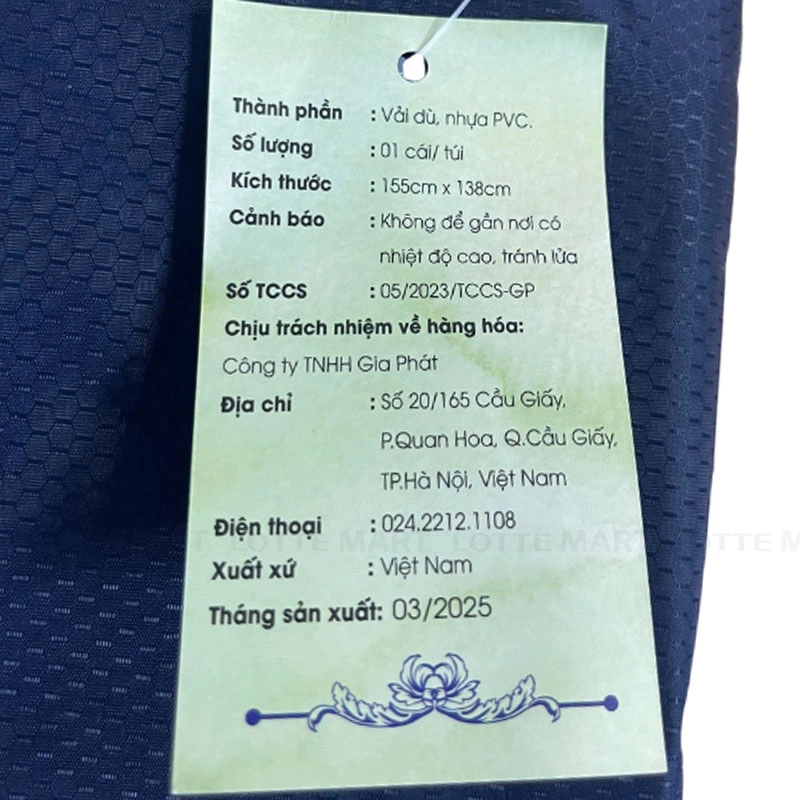 Thành phần : Vải dù, nhựa PVC.
Số lượng : 01 cái/ túi
Kích thước : 155cm x 138cm
Cảnh báo : Không để gần nơi có
nhiệt độ cao, tránh lửa
Số TCCS : 05/2023/TCCS-GP
Chịu trách nhiệm về hàng hóa:
Công ty TNHH Gia Phát
Địa chỉ : Số 20/165 Cầu Giấy,
P.Quan Hoa, Q.Cầu Giấy,
TP.Hà Nội, Việt Nam
Điện thoại : 024.2212.1108
LOTTE MART LOTTE MART LOTTE M
Xuất xứ : Việt Nam
Tháng sản xuất: 03/2025